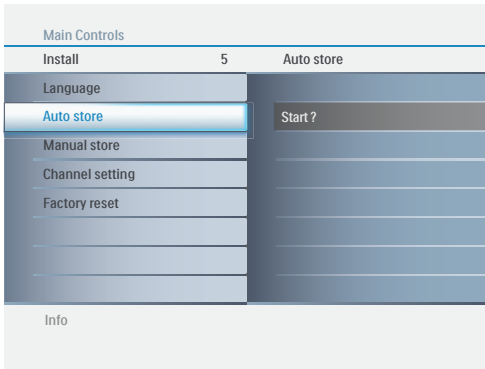 Main Controls
Install 5 Auto store
Language
Auto store Start ?
Manual store
Channel setting
Factory reset
Info